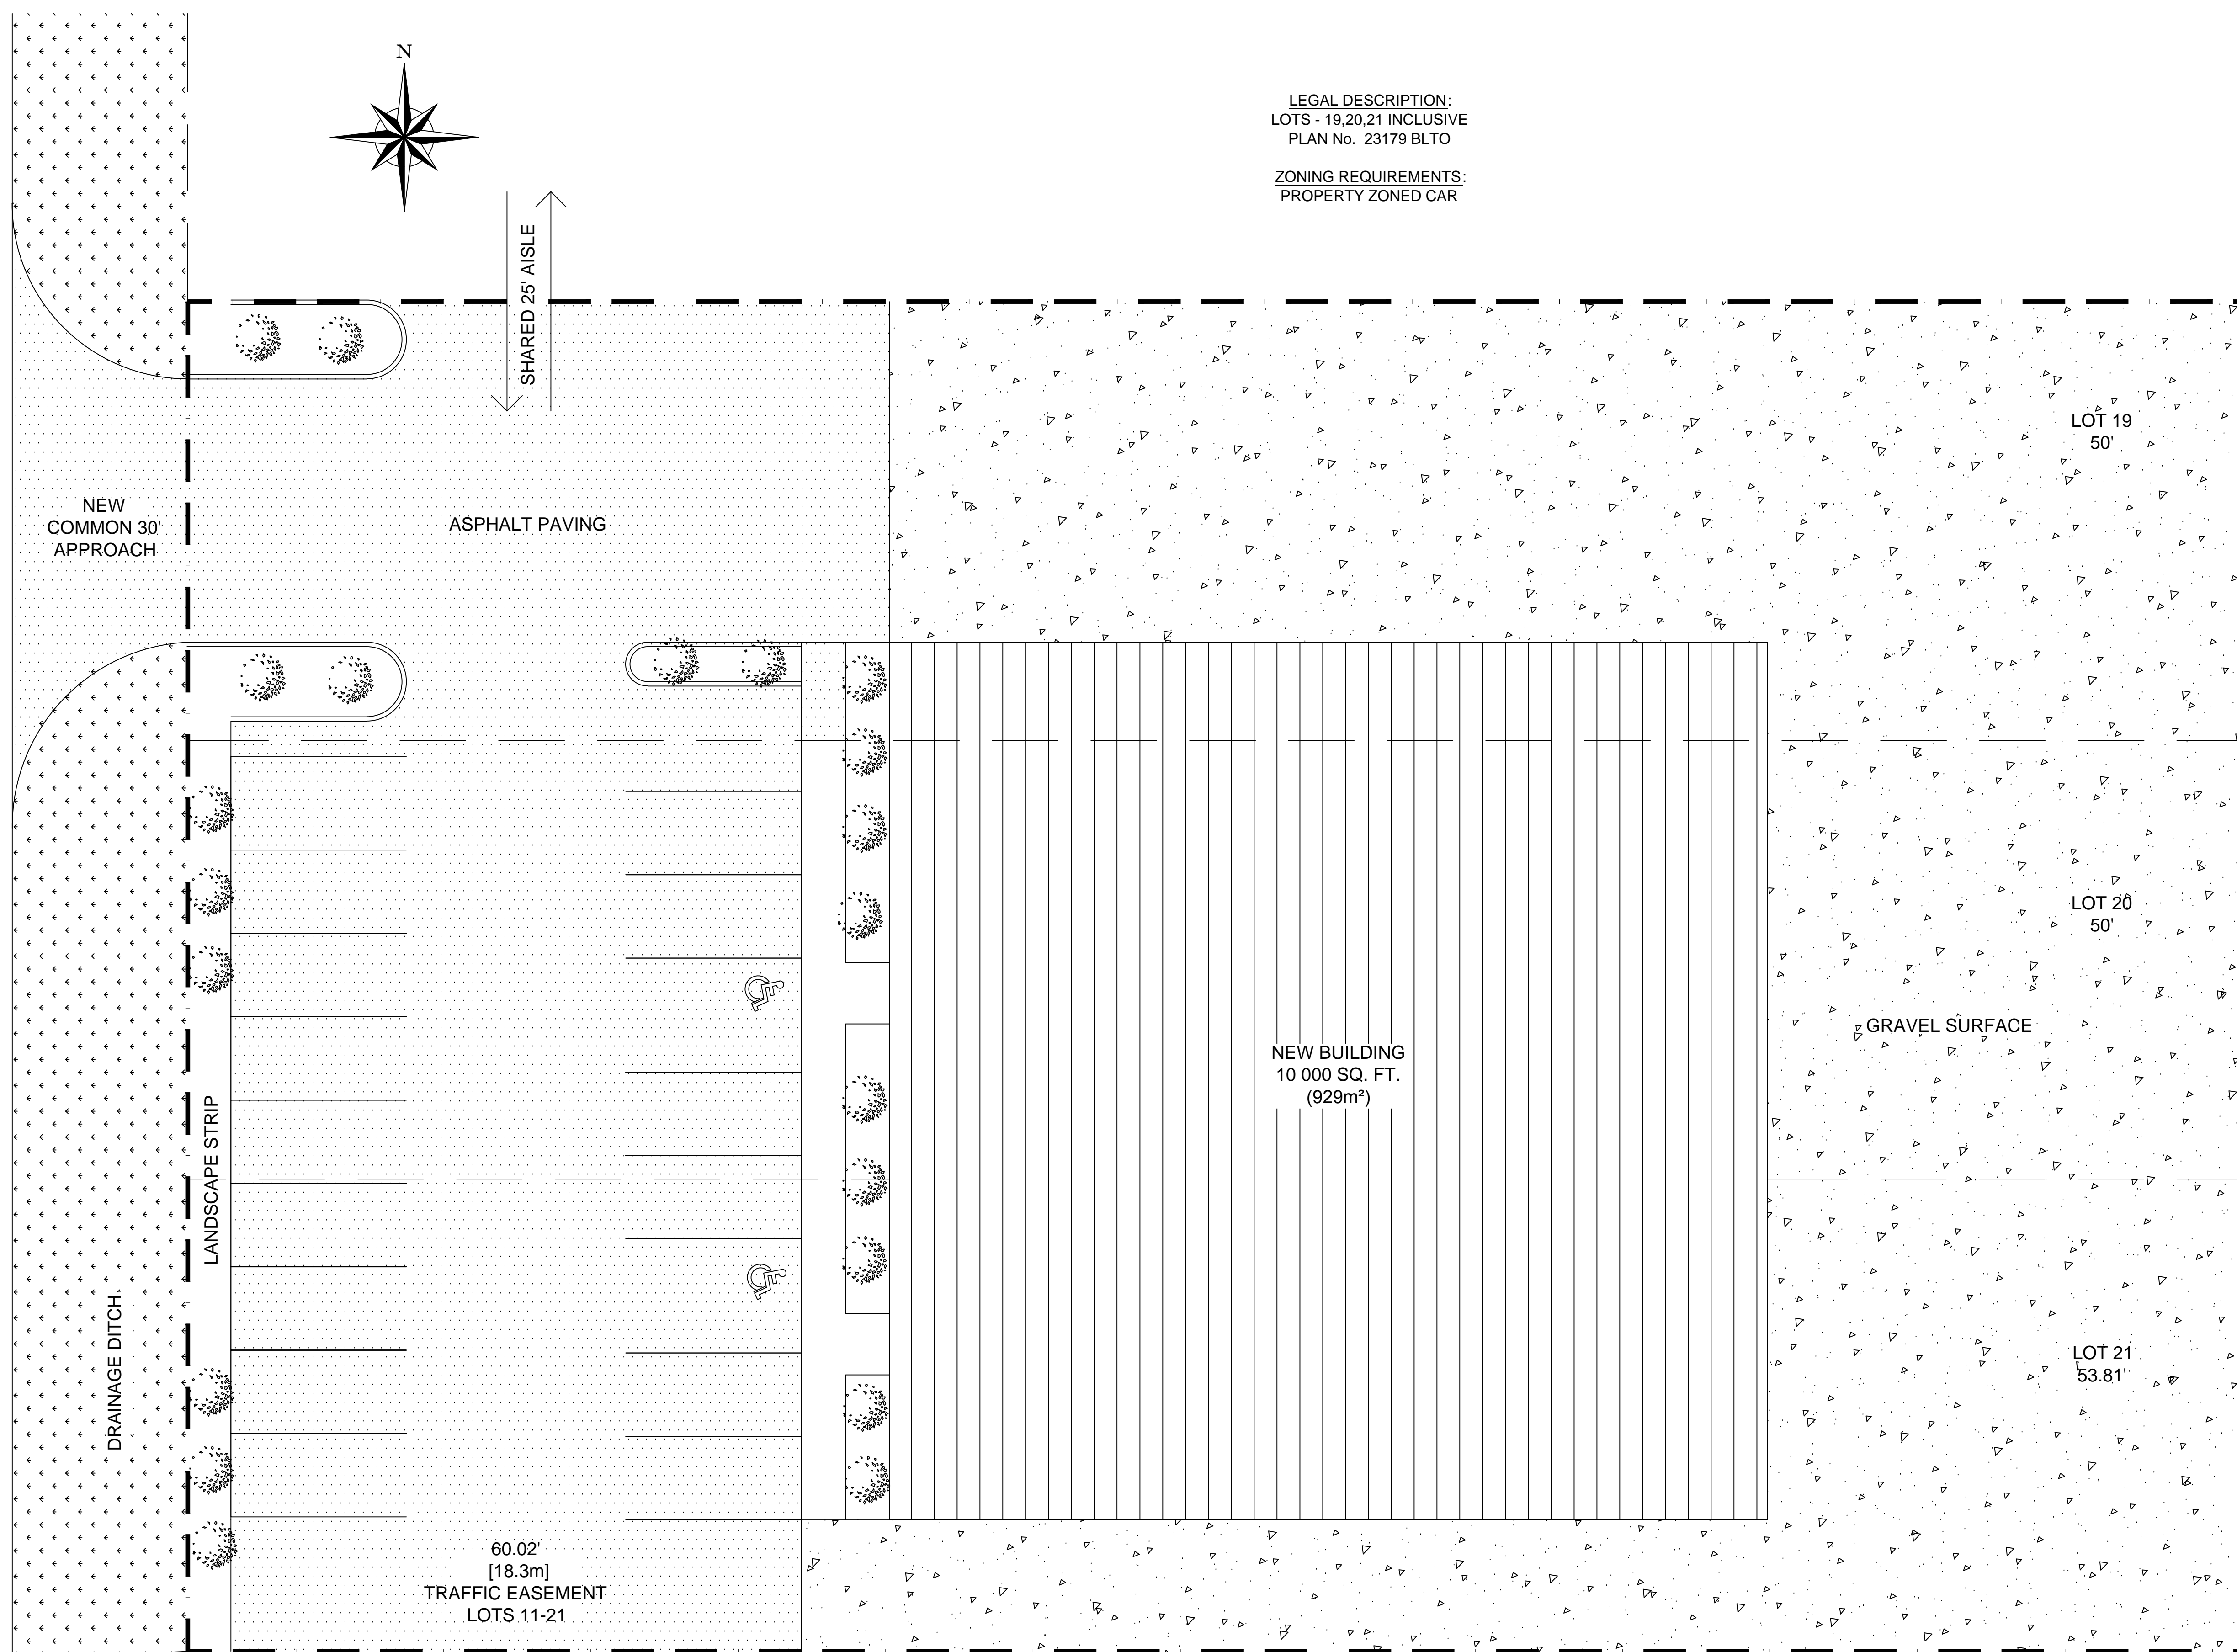 N
LEGAL DESCRIPTION:
LOTS - 19,20,21 INCLUSIVE
PLAN No. 23179 BLTO
ZONING REQUIREMENTS:
PROPERTY ZONED CAR
SHARED 25' AISLE
LOT 19
50'
NEW
COMMON 30'
APPROACH
ASPHALT PAVING
LOT 20
50'
GRAVEL SURFACE
NEW BUILDING
10 000 SQ. FT.
(929m²)
LANDSCAPE STRIP
DRAINAGE DITCH
LOT 21
53.81'
60.02'
[18.3m]
TRAFFIC EASEMENT
LOTS 11-21